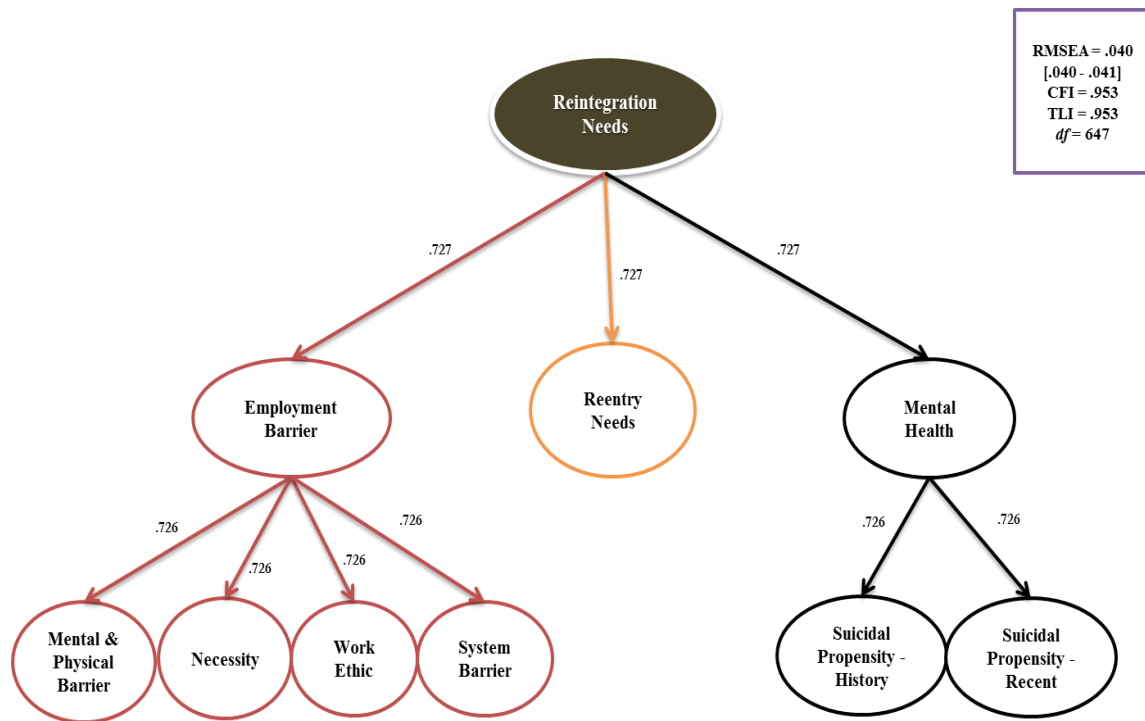 RMSEA = .040
[.040 - .041]
CFI = .953
TLI = .953
df = 647
Reintegration
Needs
.727
.727
.727
Employment
Barrier
Reentry
Needs
Mental
Health
.726
.726
.726
.726
.726
.726
Mental &
Physical
Barrier
Necessity
Work
Ethic
System
Barrier
Suicidal
Propensity -
History
Suicidal
Propensity -
Recent